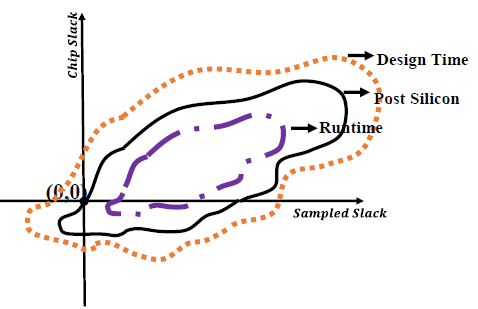 Chip Slack
Design Time
Post Silicon
Runtime
(0,0)
Sampled Slack